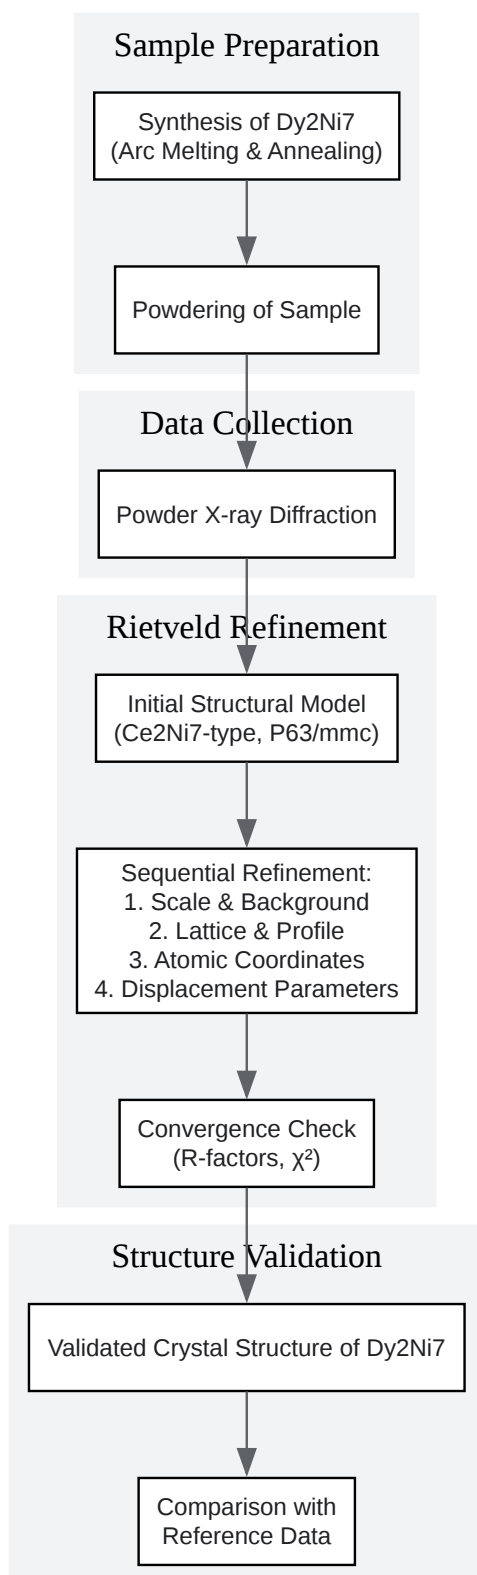 Sample Preparation
Synthesis of Dy2Ni7
(Arc Melting & Annealing)
Powdering of Sample
Data Collection
Powder X-ray Diffraction
Rietveld Refinement
Initial Structural Model
(Ce2Ni7-type, P63/mmc)
Sequential Refinement:
1. Scale & Background
2. Lattice & Profile
3. Atomic Coordinates
4. Displacement Parameters
Convergence Check
(R-factors, χ²)
Structure Validation
Validated Crystal Structure of Dy2Ni7
Comparison with
Reference Data